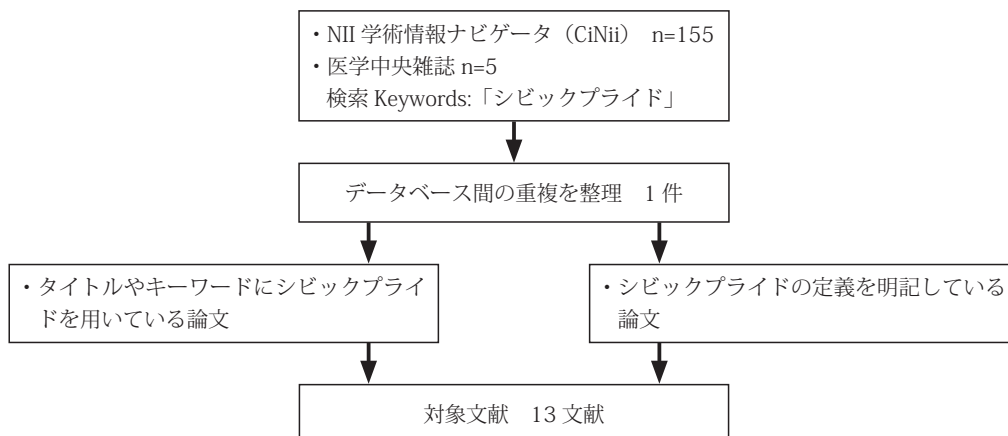 ・NII 学術情報ナビゲータ（CiNii） n=155
・医学中央雑誌 n=5
検索 Keywords:「シビックプライド」
データベース間の重複を整理　1 件
・タイトルやキーワードにシビックプライ
ドを用いている論文
・シビックプライドの定義を明記している
論文
対象文献　13 文献